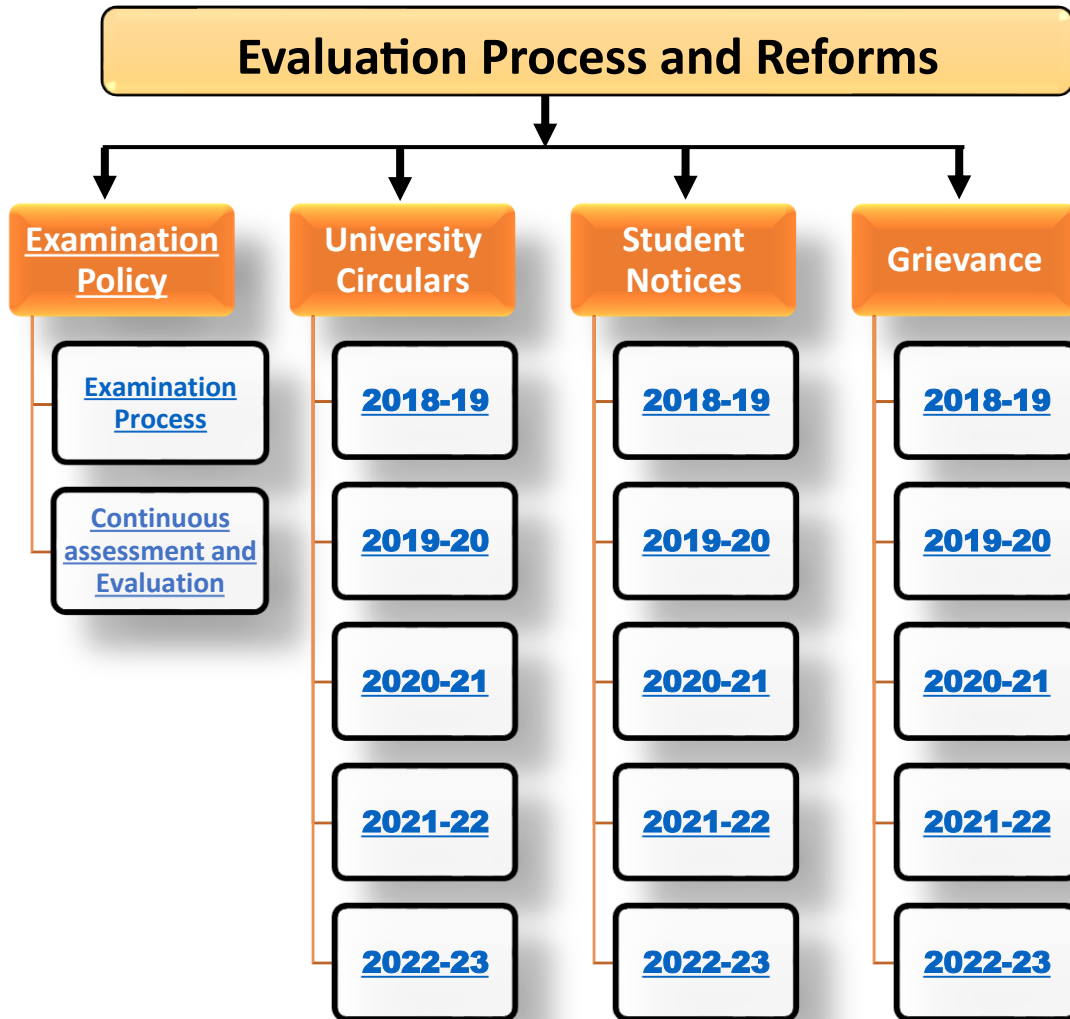 Evaluation Process and Reforms
Examination
Policy
Examination
Process
Continuous
assessment and
Evaluation
University
Circulars
2018-19
2019-20
2020-21
2021-22
2022-23
Student
Notices
2018-19
2019-20
2020-21
2021-22
2022-23
Grievance
2018-19
2019-20
2020-21
2021-22
2022-23